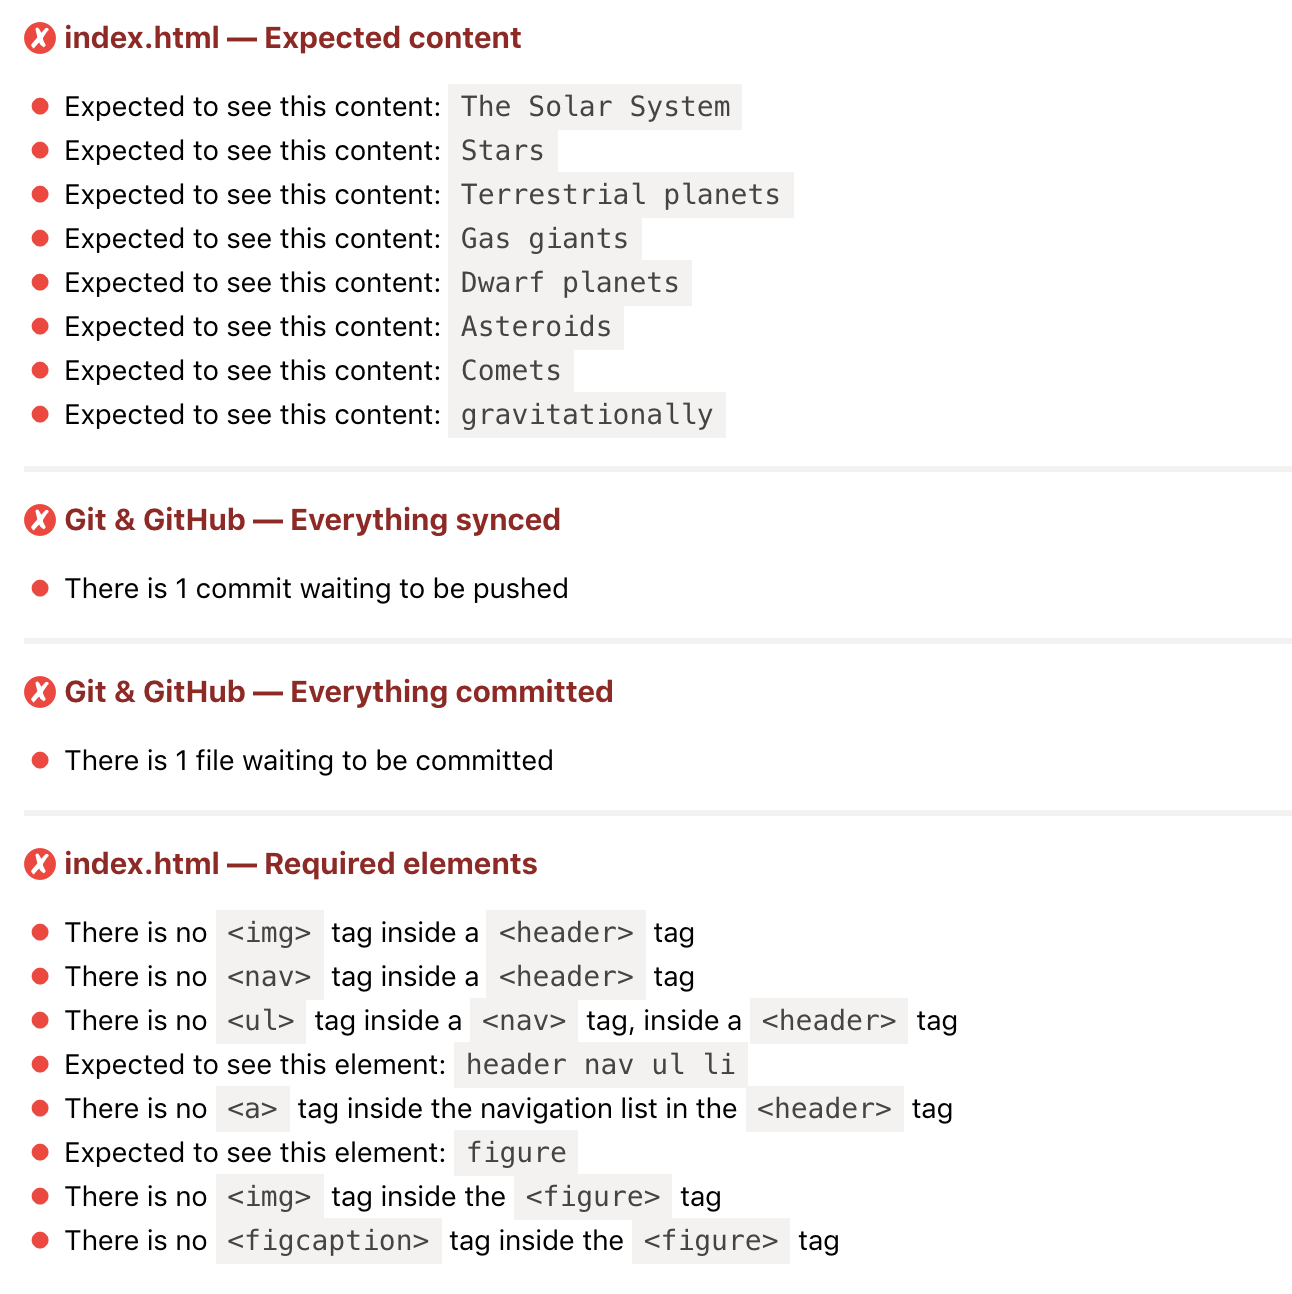 ✗ index.html — Expected content
Expected to see this content: The Solar System
Expected to see this content: Stars
Expected to see this content: Terrestrial planets
Expected to see this content: Gas giants
Expected to see this content: Dwarf planets
Expected to see this content: Asteroids
Expected to see this content: Comets
Expected to see this content: gravitationally
✗ Git & GitHub — Everything synced
There is 1 commit waiting to be pushed
✗ Git & GitHub — Everything committed
There is 1 file waiting to be committed
✗ index.html — Required elements
There is no <img> tag inside a <header> tag
There is no <nav> tag inside a <header> tag
There is no <ul> tag inside a <nav> tag, inside a <header> tag
Expected to see this element: header nav ul li
There is no <a> tag inside the navigation list in the <header> tag
Expected to see this element: figure
There is no <img> tag inside the <figure> tag
There is no <figcaption> tag inside the <figure> tag